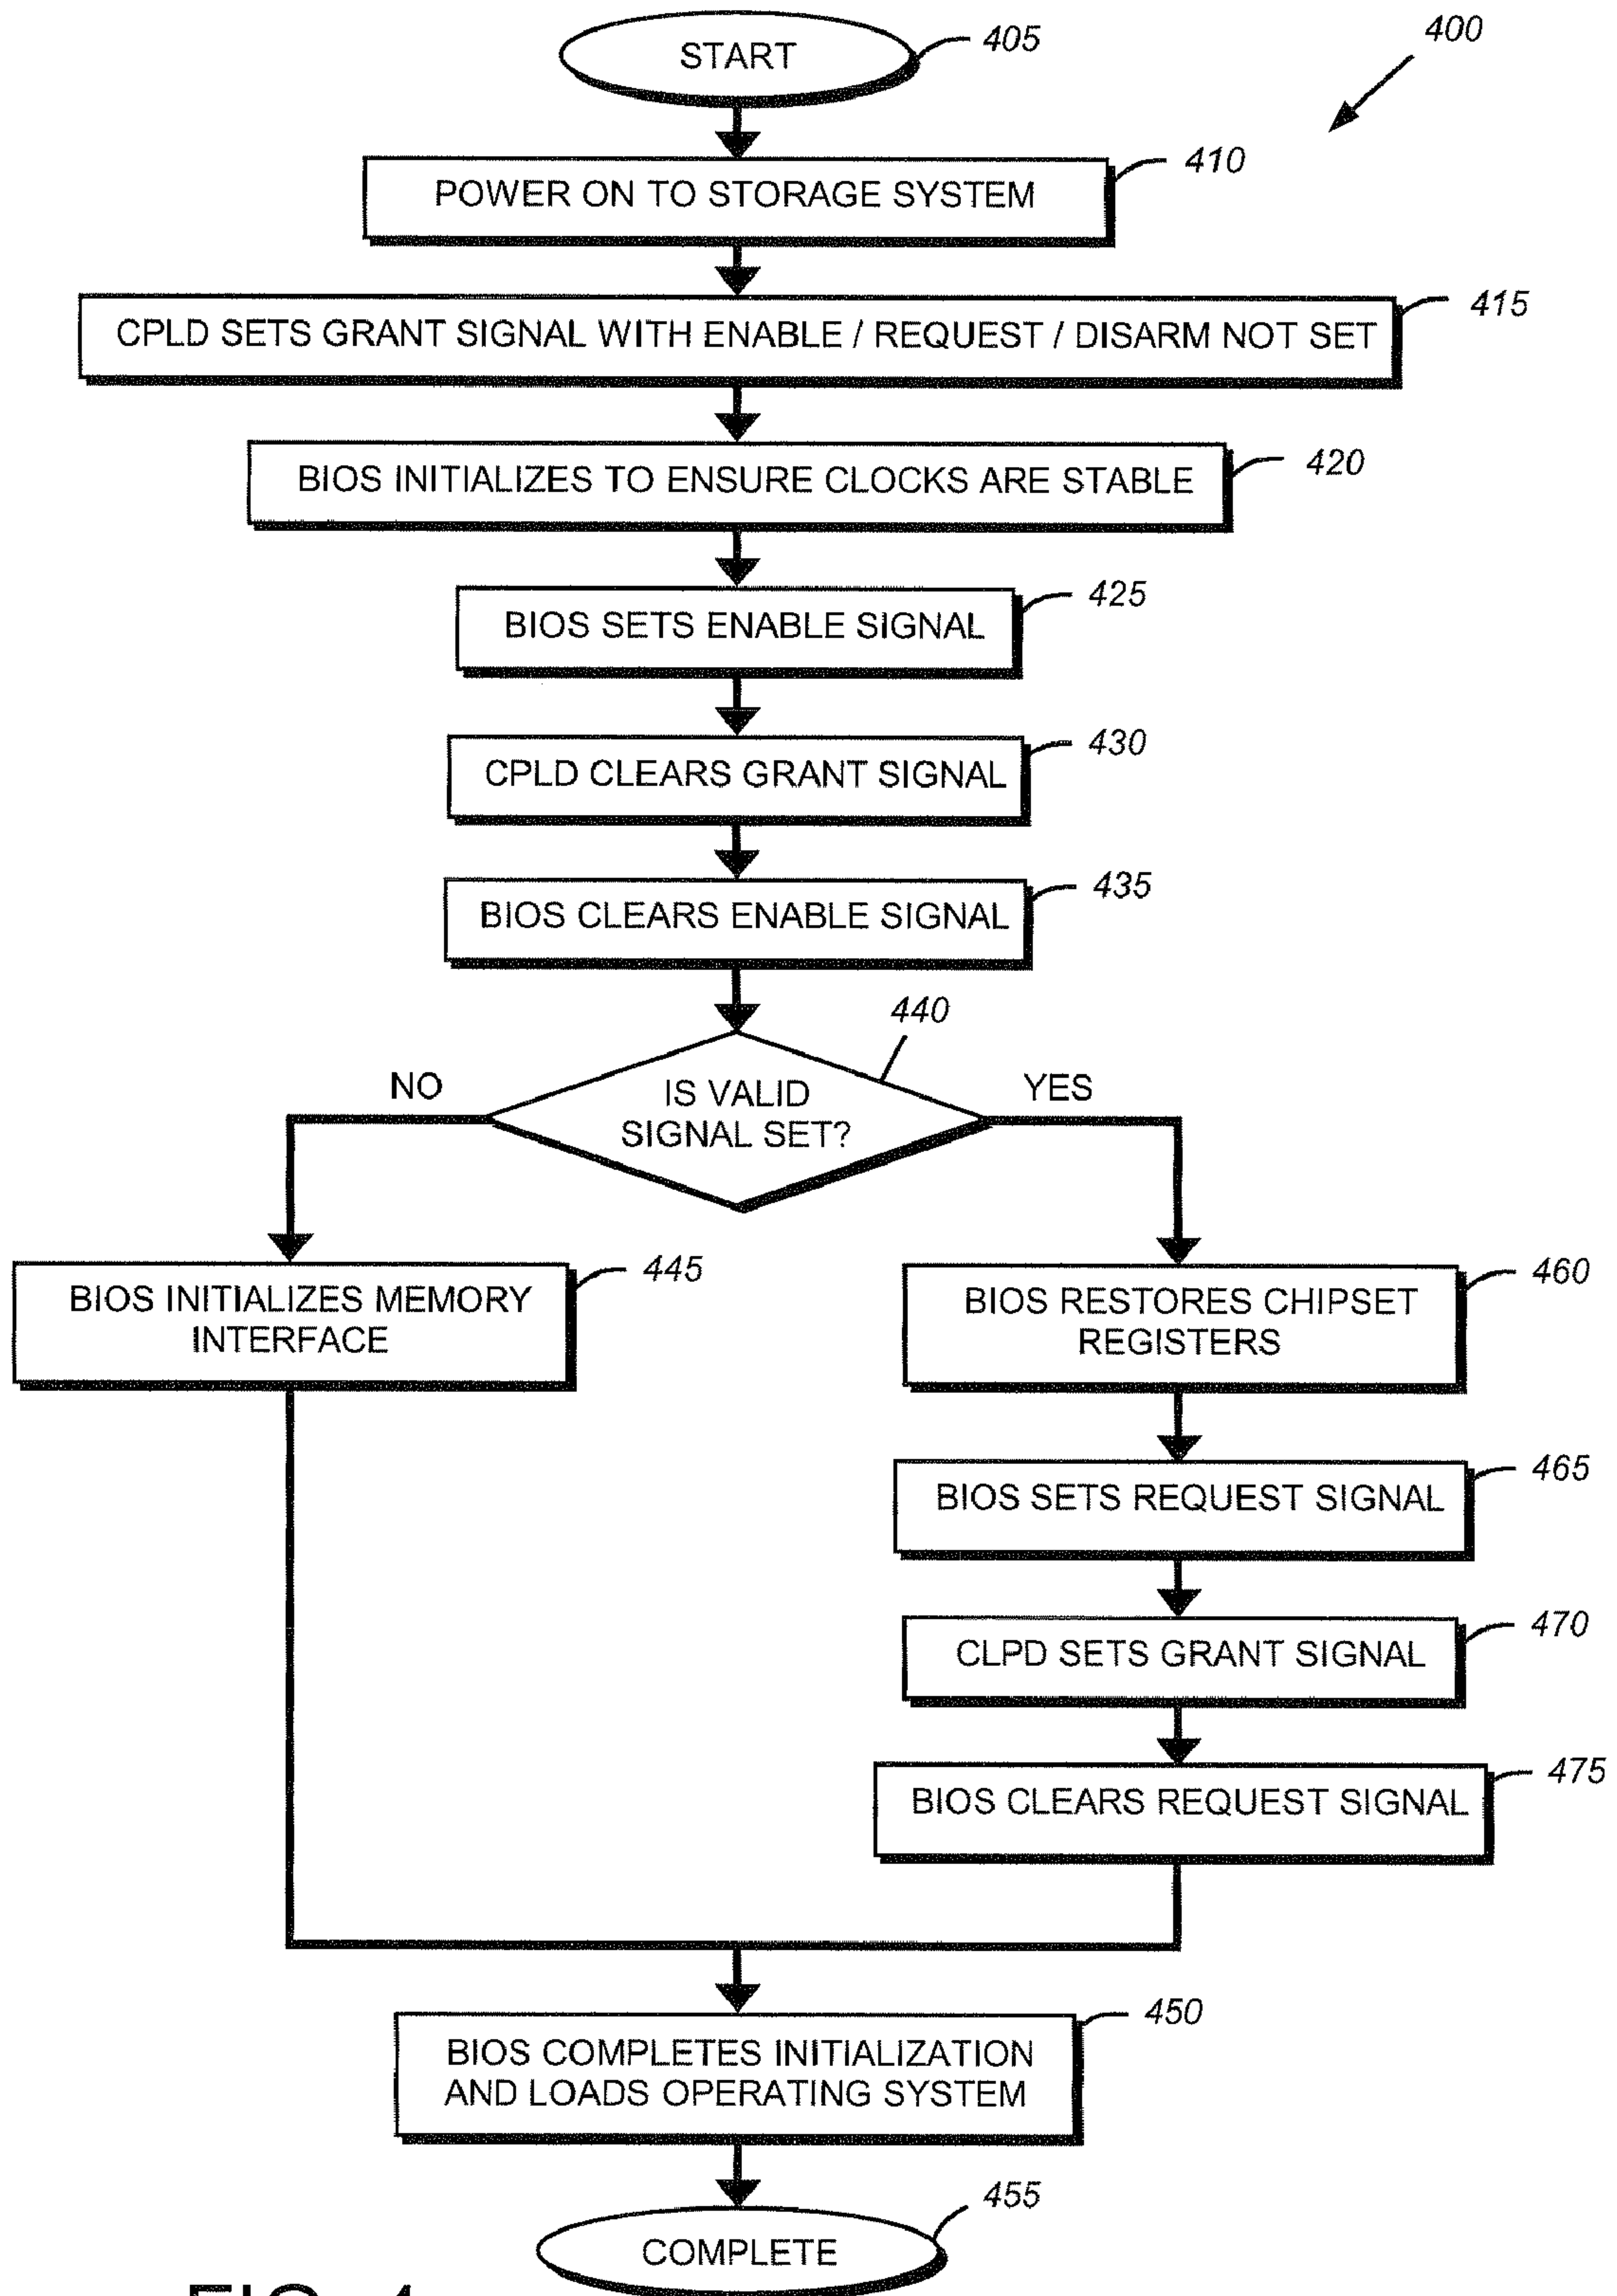 START
405
400
POWER ON TO STORAGE SYSTEM
410
CPLD SETS GRANT SIGNAL WITH ENABLE / REQUEST / DISARM NOT SET
415
BIOS INITIALIZES TO ENSURE CLOCKS ARE STABLE
420
BIOS SETS ENABLE SIGNAL
425
CPLD CLEARS GRANT SIGNAL
430
BIOS CLEARS ENABLE SIGNAL
435
440
NO
IS VALID
SIGNAL SET?
YES
BIOS INITIALIZES MEMORY
INTERFACE
445
BIOS RESTORES CHIPSET
REGISTERS
460
BIOS SETS REQUEST SIGNAL
465
CLPD SETS GRANT SIGNAL
470
BIOS CLEARS REQUEST SIGNAL
475
BIOS COMPLETES INITIALIZATION
AND LOADS OPERATING SYSTEM
450
COMPLETE
455